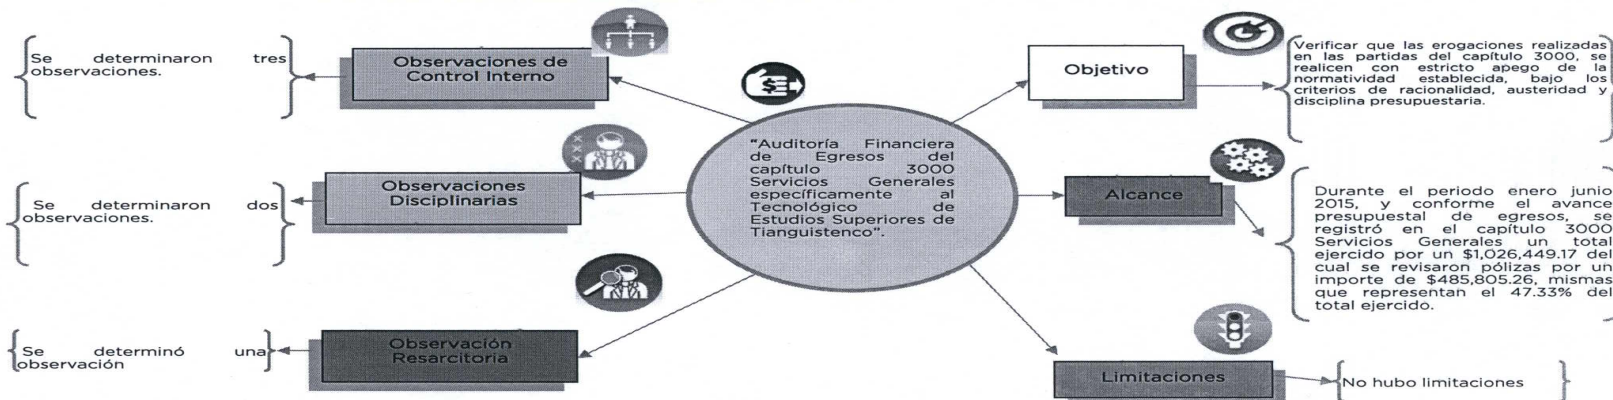 Se determinaron tres
observaciones.
Observaciones de
Control Interno
Se determinaron dos
observaciones.
Observaciones
Disciplinarias
Se determinó una
observación
Observación
Resarcitoria
"Auditoría Financiera
de Egresos del
capítulo 3000
Servicios Generales
específicamente al
Tecnológico de
Estudios Superiores de
Tianguistenco".
Objetivo
Verificar que las erogaciones realizadas
en las partidas del capítulo 3000, se
realicen con estricto apego de la
normatividad establecida, bajo los
criterios de racionalidad, austeridad y
disciplina presupuestaria.
Alcance
Durante el periodo enero junio
2015, y conforme el avance
presupuestal de egresos, se
registró en el capítulo 3000
Servicios Generales un total
ejercido por un $1,026,449.17 del
cual se revisaron pólizas por un
importe de $485,805.26, mismas
que representan el 47.33% del
total ejercido.
Limitaciones
No hubo limitaciones